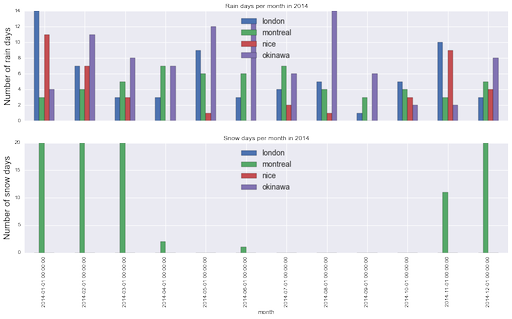 Rain days per month in 2014
Number of rain days
14
12
10
8
6
4
2
0
london
montreal
nice
okinawa
Snow days per month in 2014
Number of snow days
20
15
10
5
0
london
montreal
nice
okinawa
2014-01-01 00:00:00
2014-02-01 00:00:00
2014-03-01 00:00:00
2014-04-01 00:00:00
2014-05-01 00:00:00
2014-06-01 00:00:00
2014-07-01 00:00:00
2014-08-01 00:00:00
2014-09-01 00:00:00
2014-10-01 00:00:00
2014-11-01 00:00:00
2014-12-01 00:00:00
month